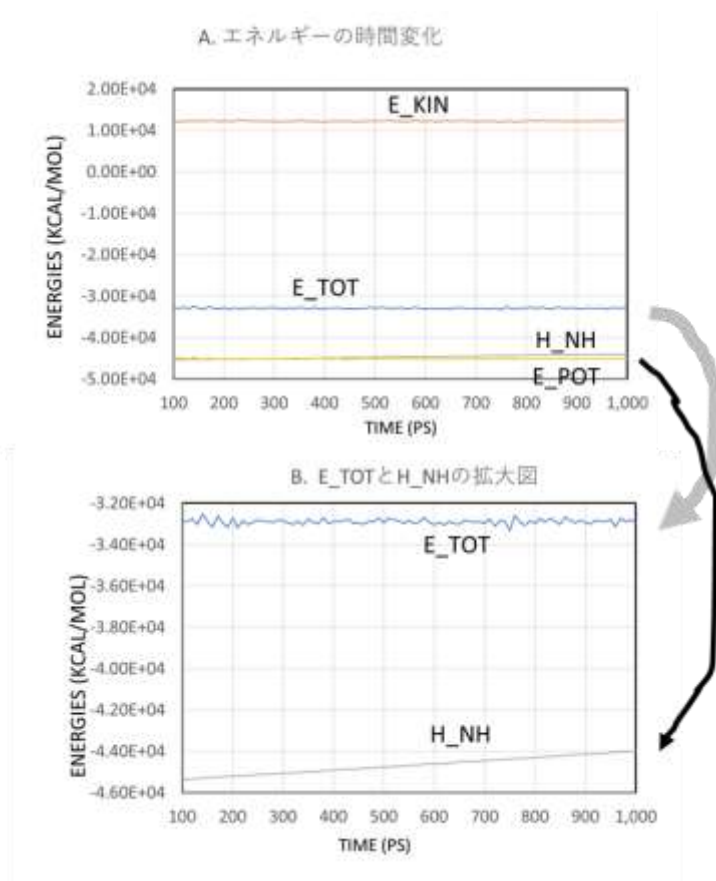 A. エネルギーの時間変化
2.00E+04
1.00E+04
0.00E+00
-1.00E+04
-2.00E+04
-3.00E+04
-4.00E+04
-5.00E+04
ENERGIES (KCAL/MOL)
E_KIN
E_TOT
H_NH
E_POT
100 200 300 400 500 600 700 800 900 1,000
TIME (PS)
B. E_TOTとH_NHの拡大図
-3.20E+04
-3.40E+04
-3.60E+04
-3.80E+04
-4.00E+04
-4.20E+04
-4.40E+04
-4.60E+04
ENERGIES (KCAL/MOL)
E_TOT
H_NH
100 200 300 400 500 600 700 800 900 1,000
TIME (PS)